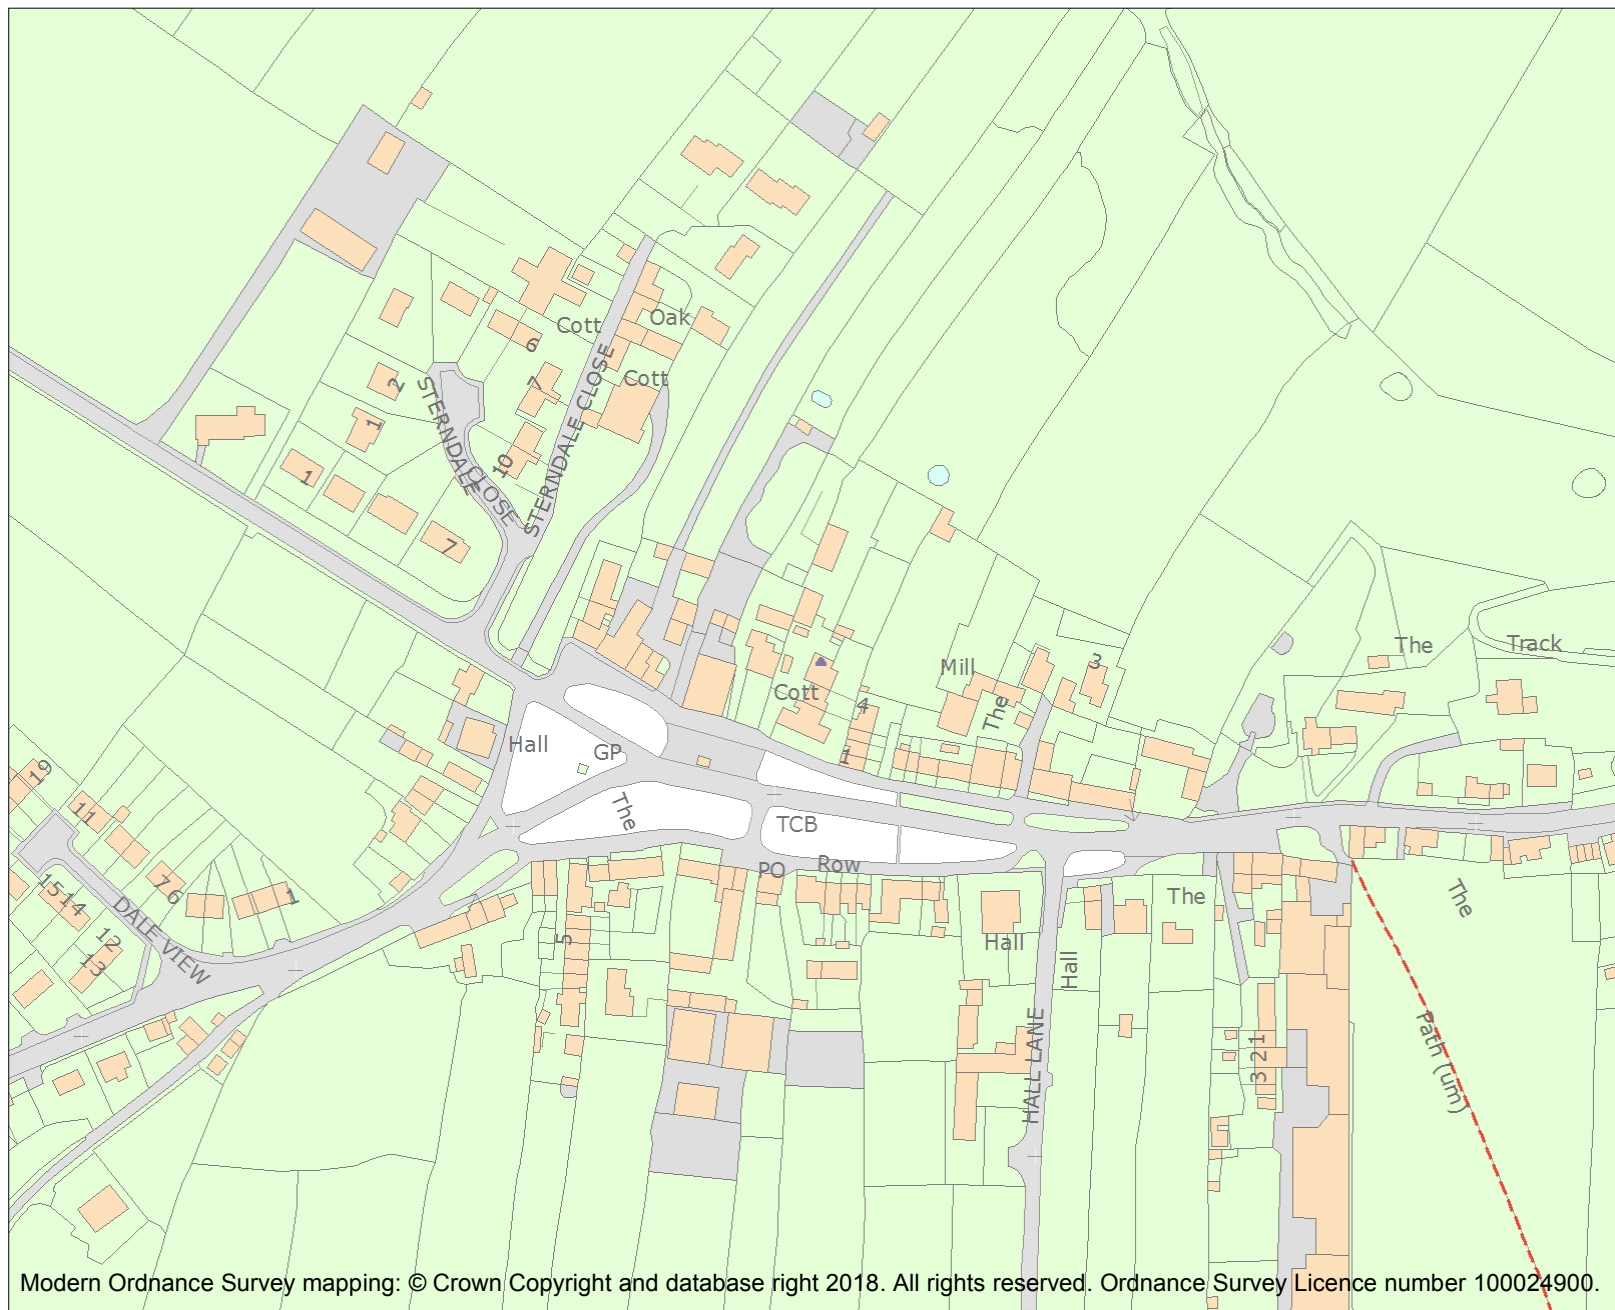 Cott
Oak
6
Cott
7
2
STERNDALE CLOSE
STERNDALE CLOSE
1
10
1
7
The
Track
3
Mill
Cott
The
4
Hall
GP
1
19
The
TCB
11
PO
Row
7 6
1
The
The
15 14
DALE VIEW
5
12
13
Hall
Hall
HALL LANE
Path (um)
3 2 1
Modern Ordnance Survey mapping: © Crown Copyright and database right 2018. All rights reserved. Ordnance Survey Licence number 100024900.